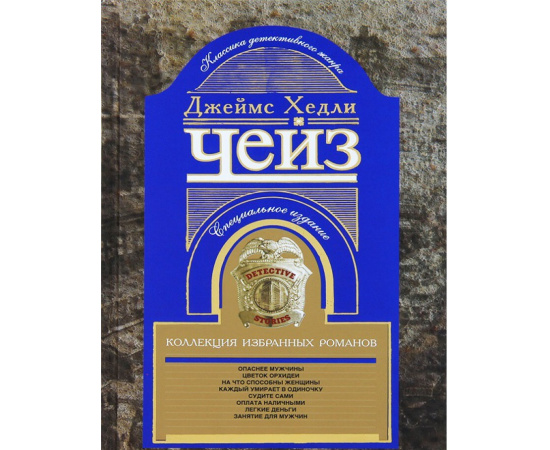 Классика детективного жанра
Джеймс Хедли
Чейз
Специальное издание
DETECTIVE
STORIES
КОЛЛЕКЦИЯ ИЗБРАННЫХ РОМАНОВ
ОПАСНЕЕ МУЖЧИНЫ
ЦВЕТОК ОРХИДЕИ
НА ЧТО СПОСОБНЫ ЖЕНЩИНЫ
КАЖДЫЙ УМИРАЕТ В ОДИНОЧКУ
СУДИТЕ САМИ
ОПЛАТА НАЛИЧНЫМИ
ЛЕГКИЕ ДЕНЬГИ
ЗАНЯТИЕ ДЛЯ МУЖЧИН